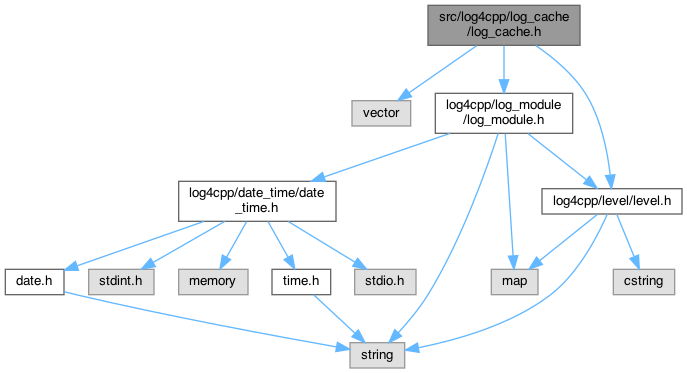 src/log4cpp/log_cache
/log_cache.h
vector
log4cpp/log_module
/log_module.h
log4cpp/date_time/date
_time.h
log4cpp/level/level.h
date.h
stdint.h
memory
time.h
stdio.h
map
cstring
string